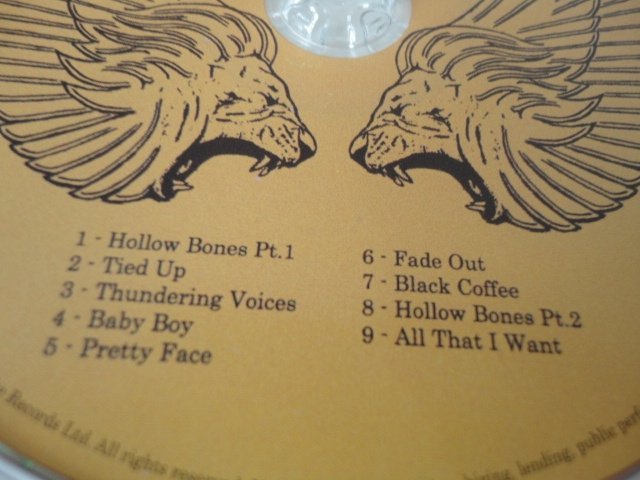 1 - Hollow Bones Pt.1
2 - Tied Up
3 - Thundering Voices
4 - Baby Boy
5 - Pretty Face
6 - Fade Out
7 - Black Coffee
8 - Hollow Bones Pt.2
9 - All That I Want
Records Ltd. All rights
lending, public